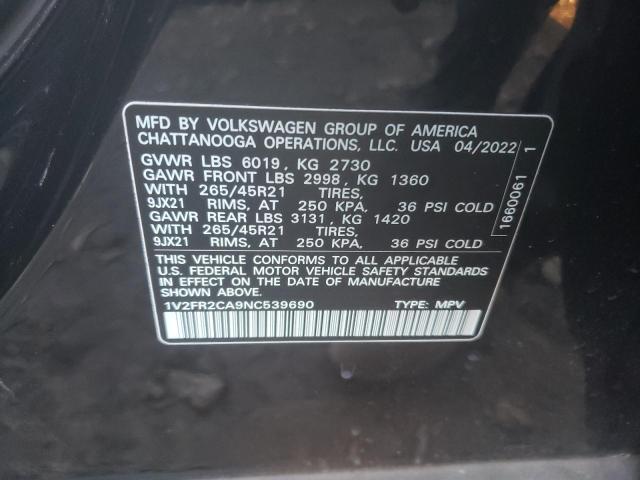 MFD BY VOLKSWAGEN GROUP OF AMERICA
CHATTANOOGA OPERATIONS, LLC. USA 04/2022
GVWR LBS 6019, KG 2730
GAWR FRONT LBS 2998, KG 1360
WITH 265/45R21 TIRES,
9JX21 RIMS, AT 250 KPA, 36 PSI COLD
GAWR REAR LBS 3131, KG 1420
WITH 265/45R21 TIRES,
9JX21 RIMS, AT 250 KPA, 36 PSI COLD
THIS VEHICLE CONFORMS TO ALL APPLICABLE
U.S. FEDERAL MOTOR VEHICLE SAFETY STANDARDS
IN EFFECT ON THE DATE OF MANUFACTURE
SHOWN ABOVE.
1V2FR2CA9NC539690 TYPE: MPV
1660061 1